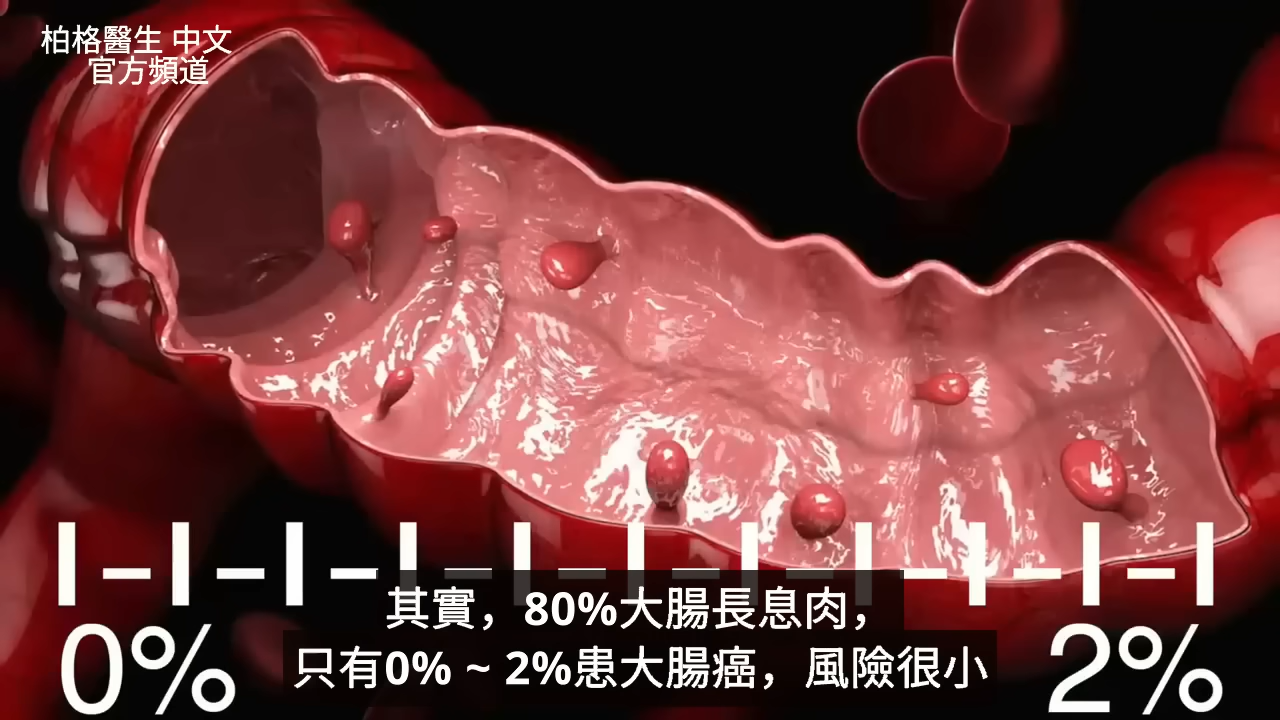 柏格醫生 中文
官方頻道
其實，80%大腸長息肉，
只有0% ~ 2%患大腸癌，風險很小
0%
2%